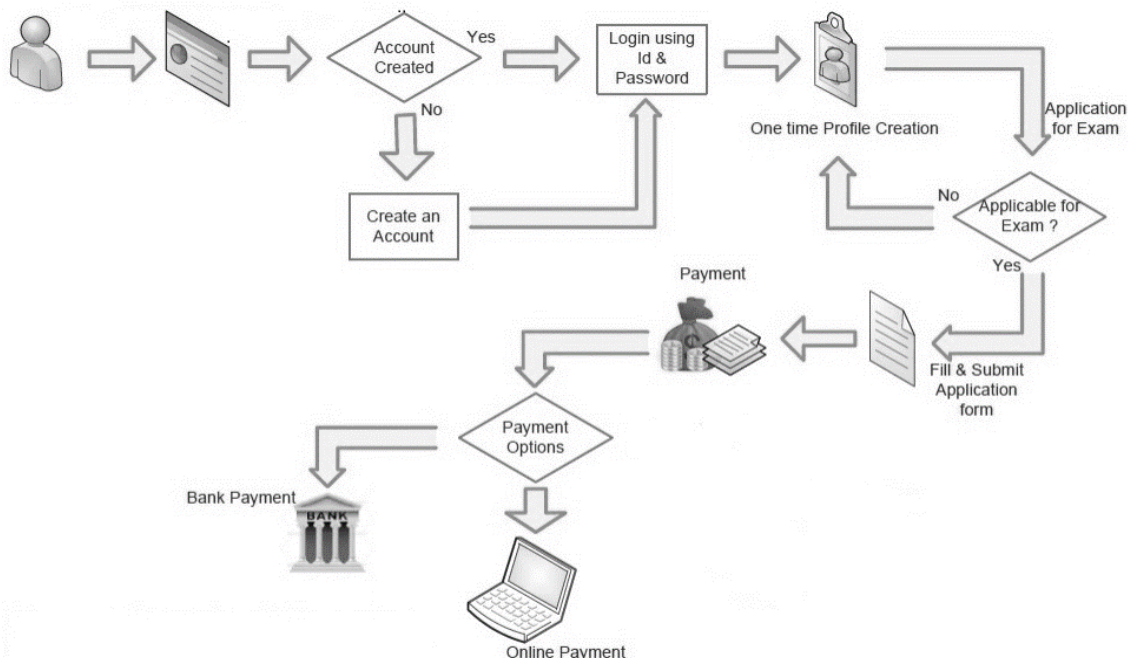 Account
Created
Yes
No
Login using
Id &
Password
One time Profile Creation
Application
for Exam
Create an
Account
No
Applicable for
Exam ?
Yes
Payment
Fill & Submit
Application
form
Payment
Options
Bank Payment
BANK
Online Payment